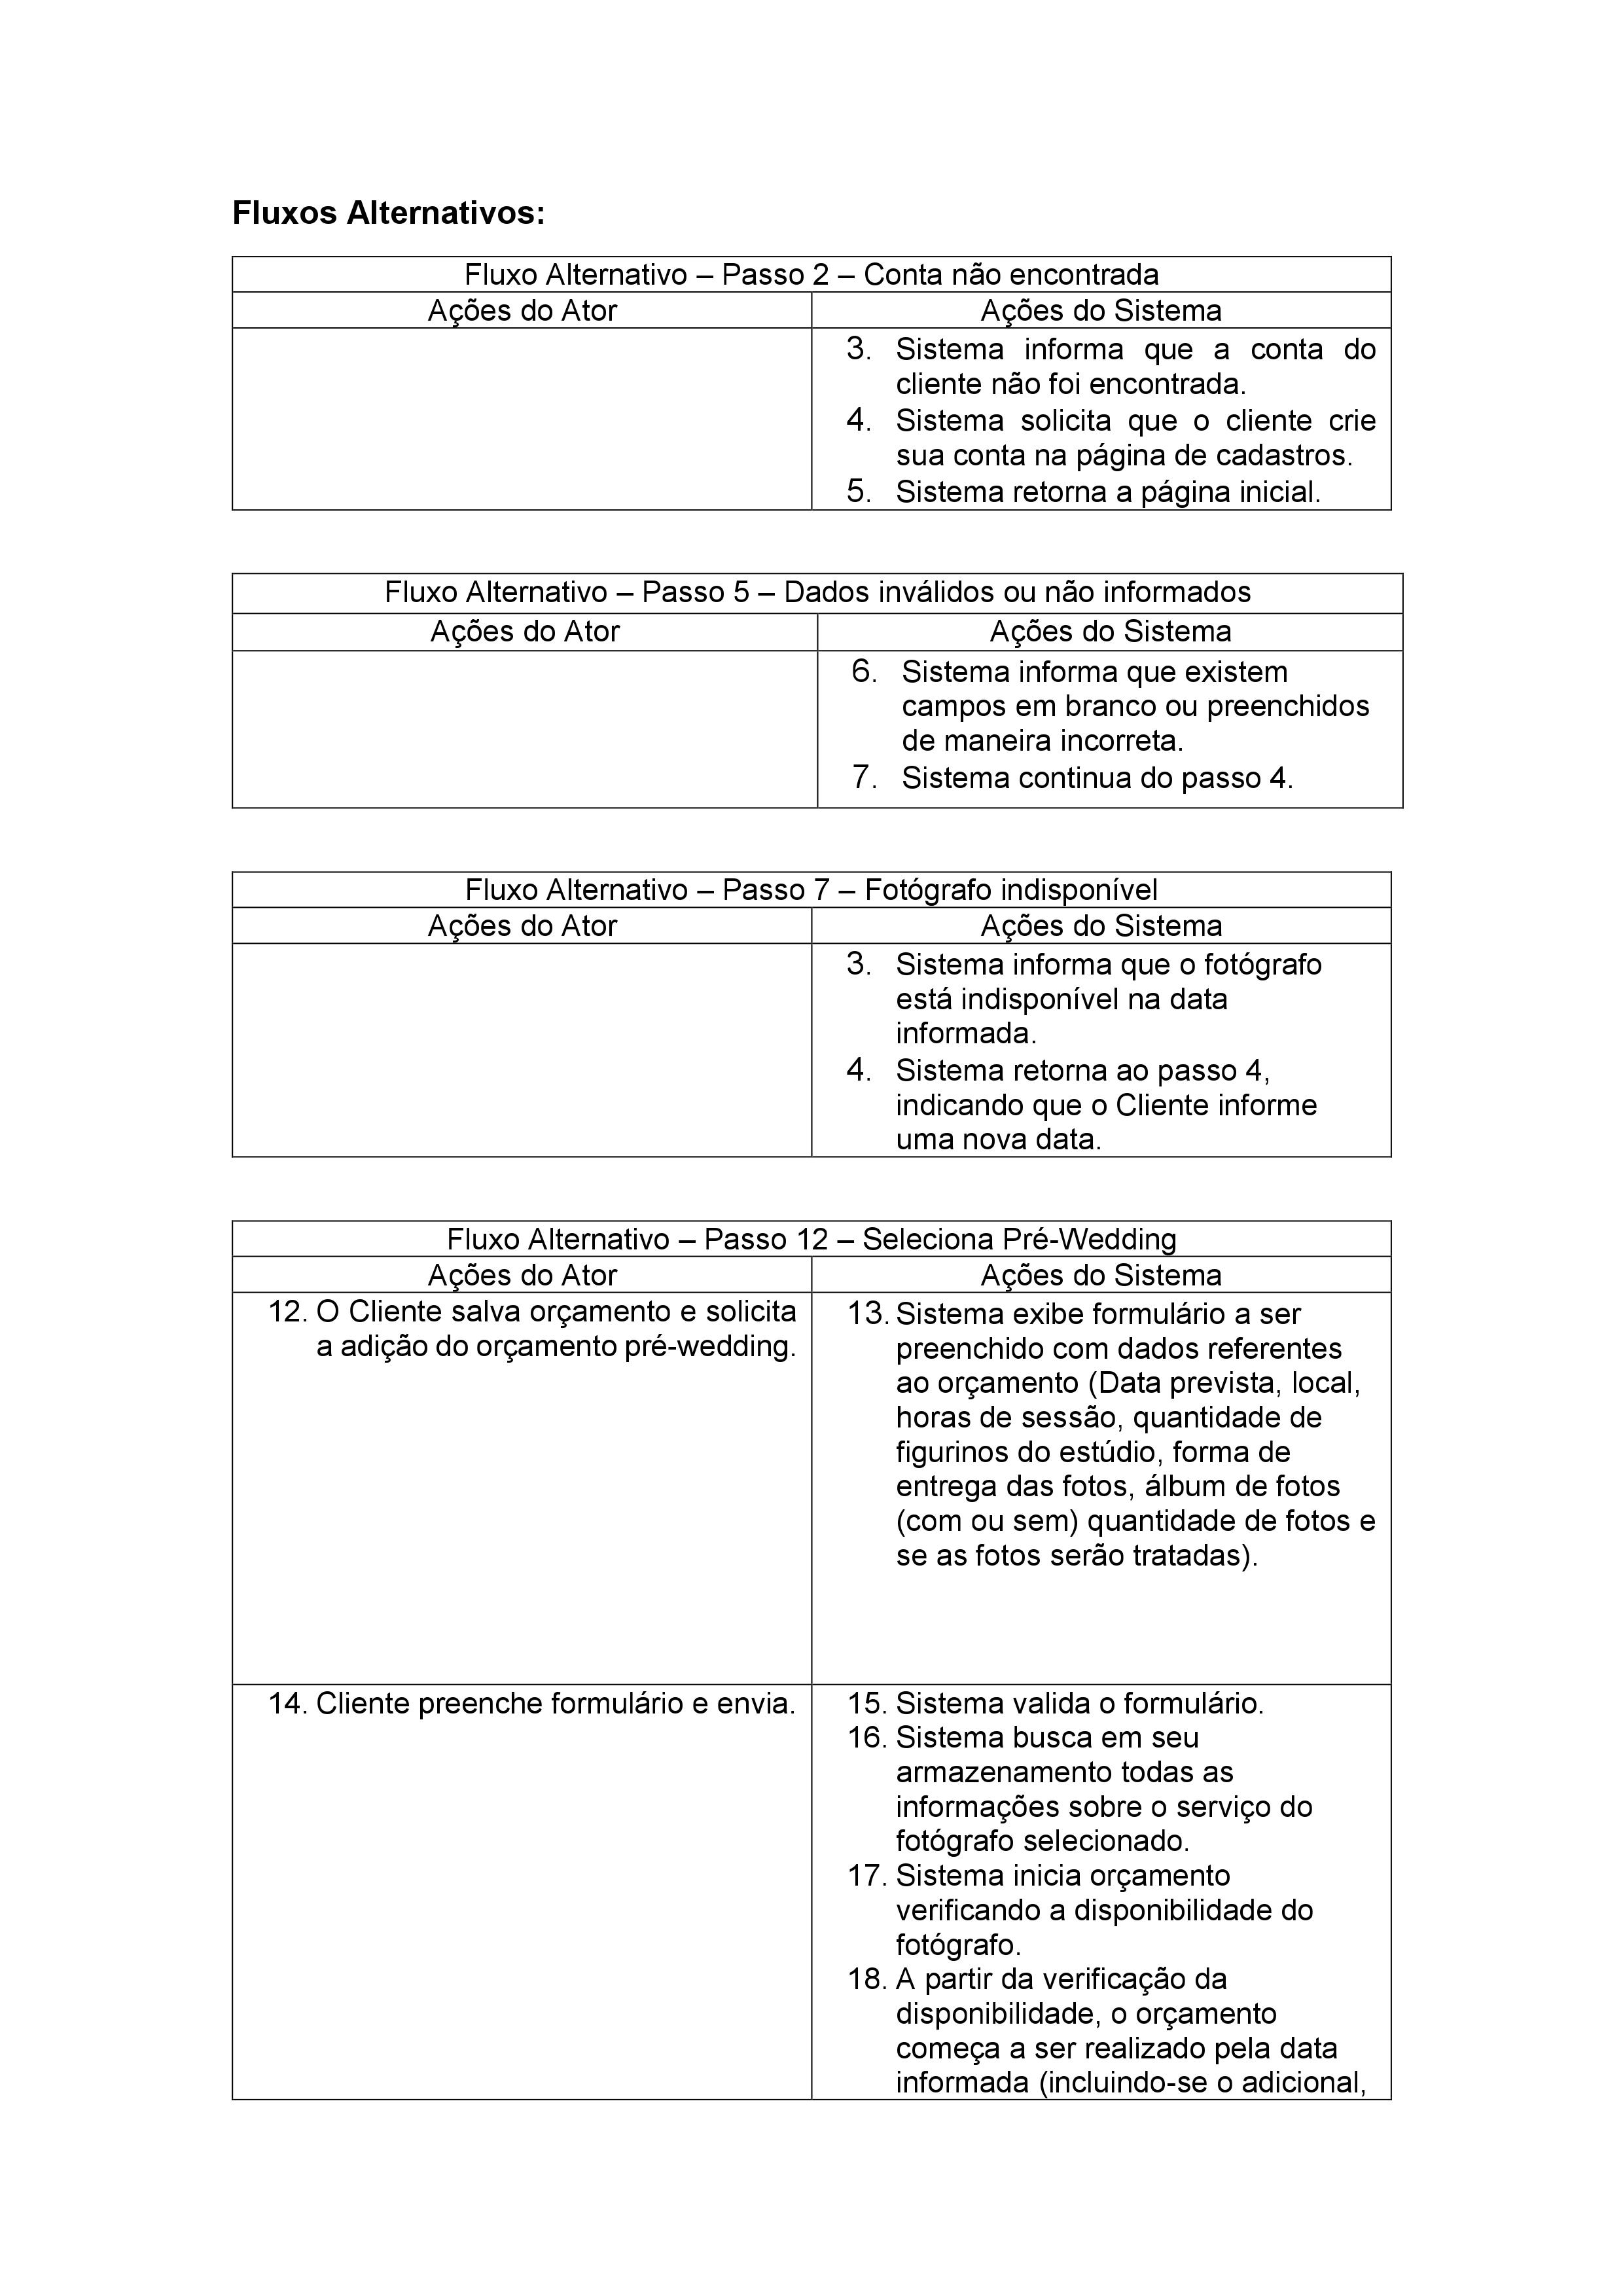 Fluxos Alternativos:
Fluxo Alternativo – Passo 2 – Conta não encontrada
Ações do Ator
Ações do Sistema
3. Sistema informa que a conta do
cliente não foi encontrada.
4. Sistema solicita que o cliente crie
sua conta na página de cadastros.
5. Sistema retorna a página inicial.
Fluxo Alternativo – Passo 5 – Dados inválidos ou não informados
Ações do Ator
Ações do Sistema
6. Sistema informa que existem
campos em branco ou preenchidos
de maneira incorreta.
7. Sistema continua do passo 4.
Fluxo Alternativo – Passo 7 – Fotógrafo indisponível
Ações do Ator
Ações do Sistema
3. Sistema informa que o fotógrafo
está indisponível na data
informada.
4. Sistema retorna ao passo 4,
indicando que o Cliente informe
uma nova data.
Fluxo Alternativo – Passo 12 – Seleciona Pré-Wedding
Ações do Ator
Ações do Sistema
12. O Cliente salva orçamento e solicita
a adição do orçamento pré-wedding.
13. Sistema exibe formulário a ser
preenchido com dados referentes
ao orçamento (Data prevista, local,
horas de sessão, quantidade de
figurinos do estúdio, forma de
entrega das fotos, álbum de fotos
(com ou sem) quantidade de fotos e
se as fotos serão tratadas).
14. Cliente preenche formulário e envia.
15. Sistema valida o formulário.
16. Sistema busca em seu
armazenamento todas as
informações sobre o serviço do
fotógrafo selecionado.
17. Sistema inicia orçamento
verificando a disponibilidade do
fotógrafo.
18. A partir da verificação da
disponibilidade, o orçamento
começa a ser realizado pela data
informada (incluindo-se o adicional,